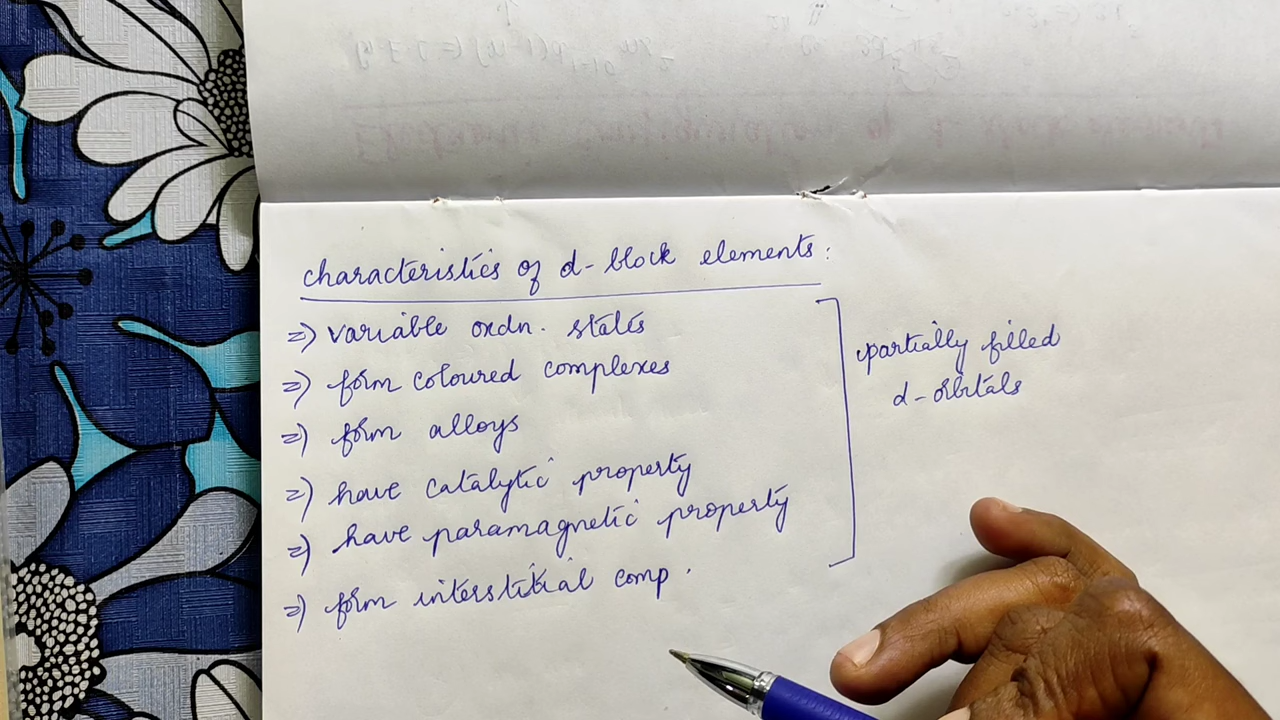 characteristics of d-block elements:
=) variable oxdn. states
=) form coloured complexes
=) form alloys
=) have catalytic property
=) have paramagnetic property
=) form interstitial comp.
partially filled
d-orbitals